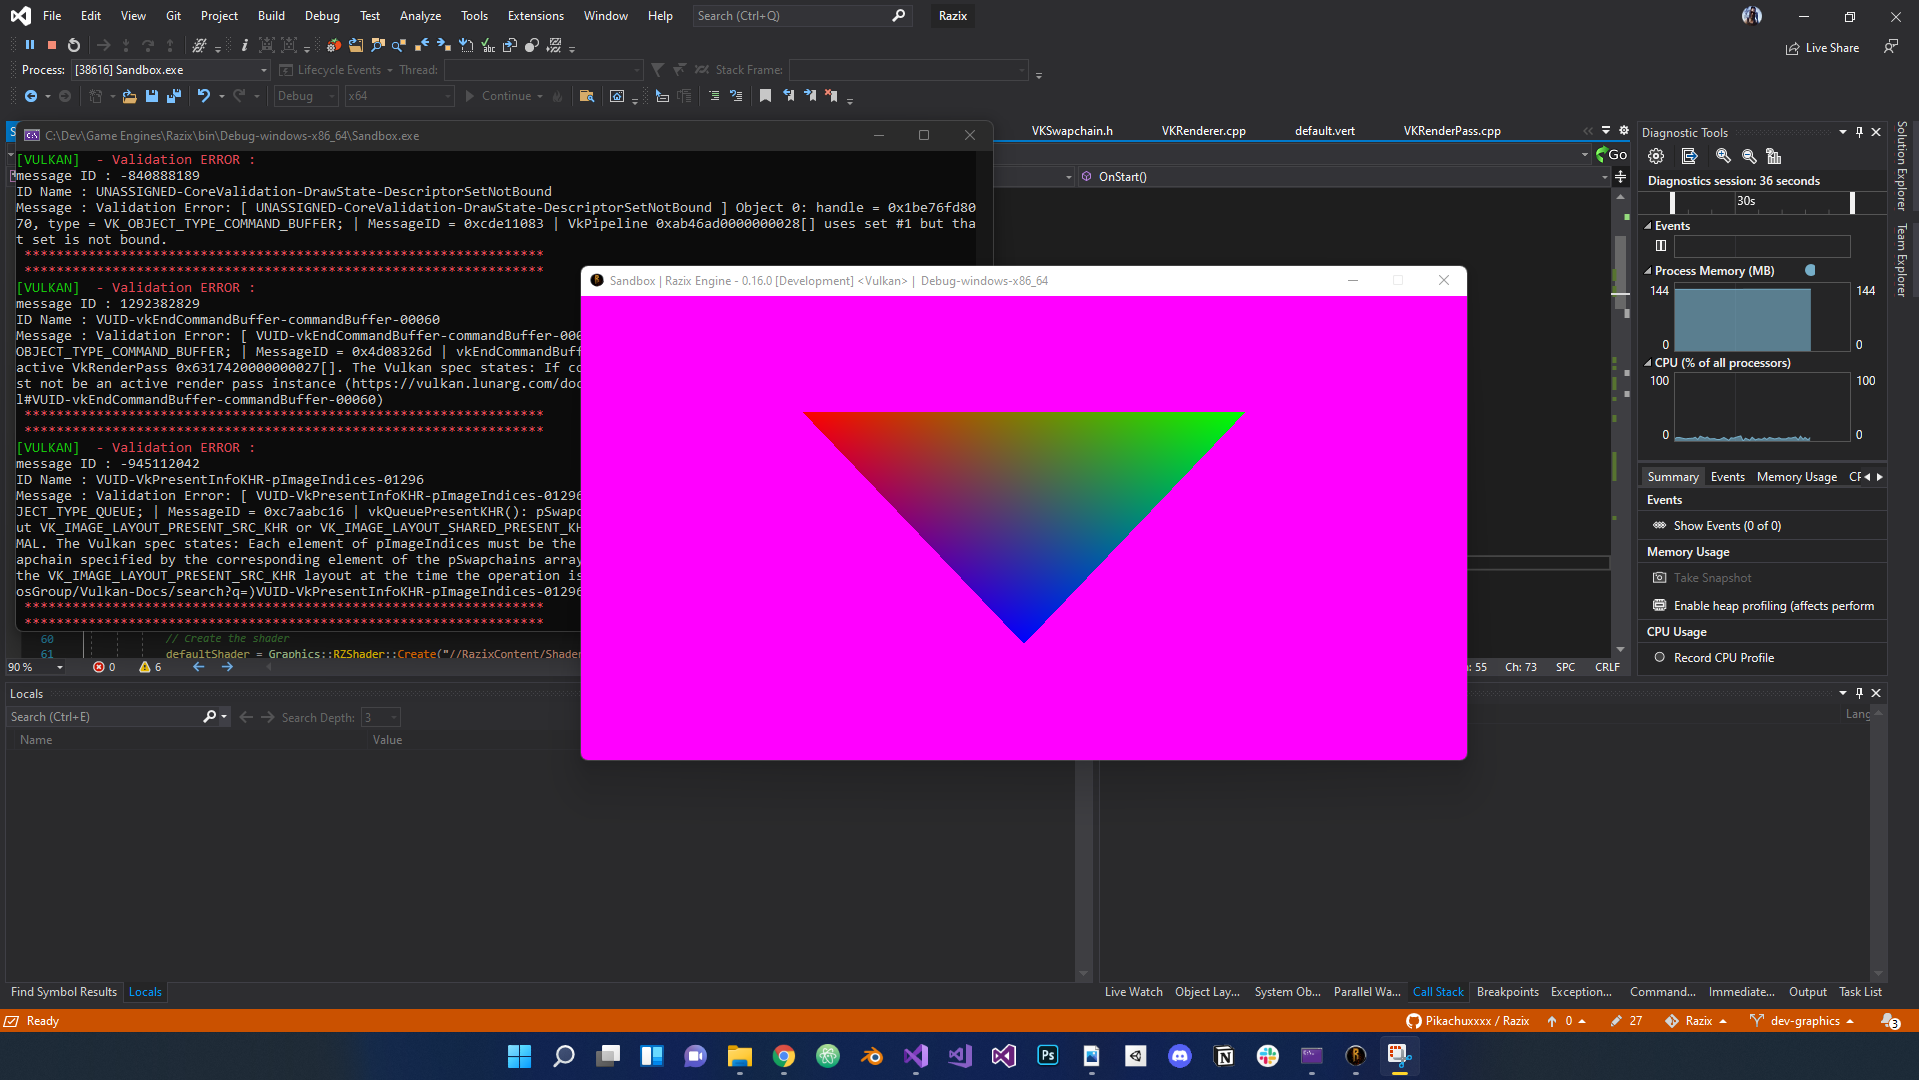 File Edit View Git Project Build Debug Test Analyze Tools Extensions Window Help Search (Ctrl+Q) Razix
Live Share
Process: [38616] Sandbox.exe Lifecycle Events Thread: Stack Frame:
Debug x64 Continue
C:\Dev\Game Engines\Razix\bin\Debug-windows-x86_64\Sandbox.exe
VKSwapchain.h VKRenderer.cpp default.vert VKRenderPass.cpp
Go
OnStart()
[VULKAN]  - Validation ERROR :
message ID : -840888189
ID Name : UNASSIGNED-CoreValidation-DrawState-DescriptorSetNotBound
Message : Validation Error: [ UNASSIGNED-CoreValidation-DrawState-DescriptorSetNotBound ] Object 0: handle = 0x1be76fd80
70, type = VK_OBJECT_TYPE_COMMAND_BUFFER; | MessageID = 0xcde11083 | VkPipeline 0xab46ad0000000028[] uses set #1 but tha
t set is not bound.
*****************************************************************
*****************************************************************
[VULKAN]  - Validation ERROR :
message ID : 1292382829
ID Name : VUID-vkEndCommandBuffer-commandBuffer-00060
Message : Validation Error: [ VUID-vkEndCommandBuffer-commandBuffer-000
OBJECT_TYPE_COMMAND_BUFFER; | MessageID = 0x4d08326d | vkEndCommandBuff
active VkRenderPass 0x6317420000000027[]. The Vulkan spec states: If co
st not be an active render pass instance (https://vulkan.lunarg.com/doc
l#VUID-vkEndCommandBuffer-commandBuffer-00060)
*****************************************************************
*****************************************************************
[VULKAN]  - Validation ERROR :
message ID : -945112042
ID Name : VUID-VkPresentInfoKHR-pImageIndices-01296
Message : Validation Error: [ VUID-VkPresentInfoKHR-pImageIndices-01296
JECT_TYPE_QUEUE; | MessageID = 0xc7aabc16 | vkQueuePresentKHR(): pSwapc
ut VK_IMAGE_LAYOUT_PRESENT_SRC_KHR or VK_IMAGE_LAYOUT_SHARED_PRESENT_KH
MAL. The Vulkan spec states: Each element of pImageIndices must be the
apchain specified by the corresponding element of the pSwapchains array
the VK_IMAGE_LAYOUT_PRESENT_SRC_KHR layout at the time the operation is
osGroup/Vulkan-Docs/search?q=)VUID-VkPresentInfoKHR-pImageIndices-01296
*****************************************************************
*****************************************************************
Sandbox | Razix Engine - 0.16.0 [Development] <Vulkan> | Debug-windows-x86_64
60 // Create the shader
61 defaultShader = Graphics::RZShader::Create("//RazixContent/Shader
90 % 0 6 : 55 Ch: 73 SPC CRLF
Diagnostic Tools
Diagnostics session: 36 seconds
30s
Events
Process Memory (MB)
144 144
0 0
CPU (% of all processors)
100 100
0 0
Summary Events Memory Usage CF
Events
Show Events (0 of 0)
Memory Usage
Take Snapshot
Enable heap profiling (affects perform
CPU Usage
Record CPU Profile
Solution Explorer
Team Explorer
Locals
Search (Ctrl+E) Search Depth: 3
Name Value
Lang
Find Symbol Results Locals
Live Watch Object Lay... System Ob... Parallel Wa... Call Stack Breakpoints Exception... Command... Immediate... Output Task List
Ready Pikachuxxxx / Razix 0 27 Razix dev-graphics 3
Ps